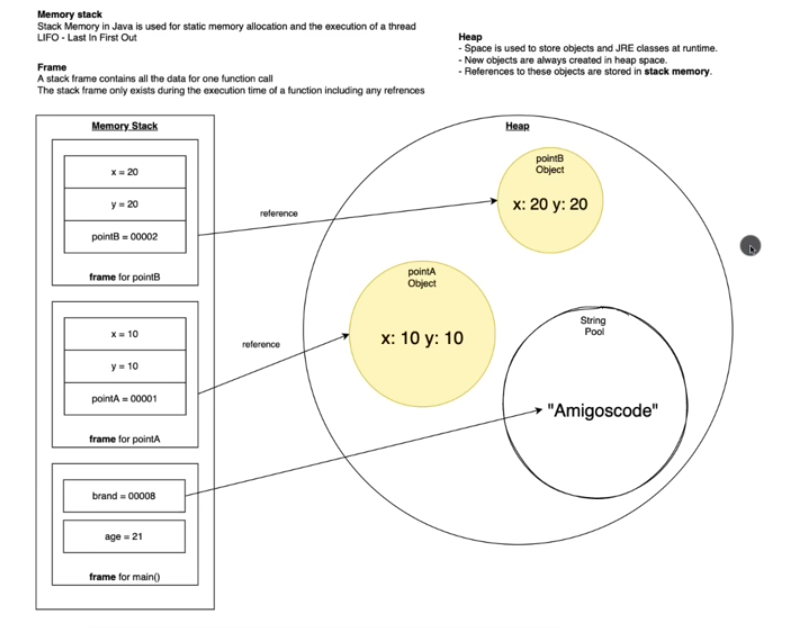 Memory stack
Stack Memory in Java is used for static memory allocation and the execution of a thread
LIFO - Last In First Out
Frame
A stack frame contains all the data for one function call
The stack frame only exists during the execution time of a function including any refrences
Heap
- Space is used to store objects and JRE classes at runtime.
- New objects are always created in heap space.
- References to these objects are stored in stack memory.
Memory Stack
x = 20
y = 20
pointB = 00002
frame for pointB
x = 10
y = 10
pointA = 00001
frame for pointA
brand = 00008
age = 21
frame for main()
reference
reference
Heap
pointB
Object
x: 20 y: 20
pointA
Object
x: 10 y: 10
String
Pool
"Amigoscode"